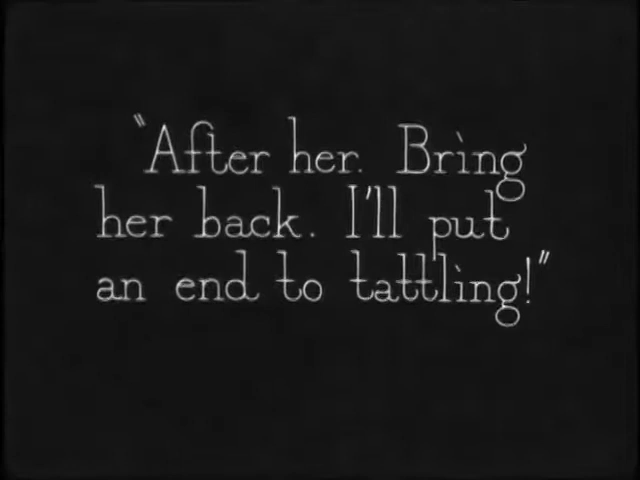 "After her. Bring
her back. I'll put
an end to tattling!"